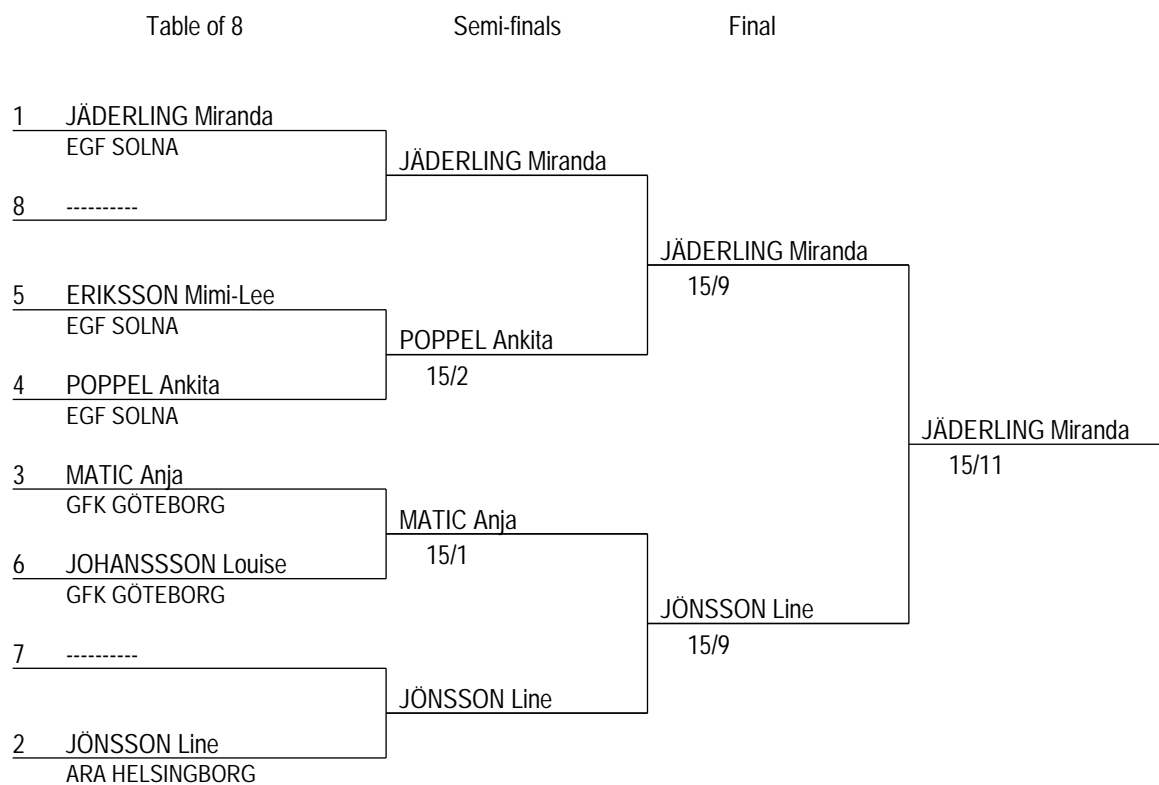 Table of 8 Semi-finals Final
1 JÄDERLING Miranda
EGF SOLNA
JÄDERLING Miranda
8 ----------
JÄDERLING Miranda
15/9
5 ERIKSSON Mimi-Lee
EGF SOLNA
POPPEL Ankita
15/2
4 POPPEL Ankita
EGF SOLNA
JÄDERLING Miranda
15/11
3 MATIC Anja
GFK GÖTEBORG
MATIC Anja
15/1
6 JOHANSSSON Louise
GFK GÖTEBORG
JÖNSSON Line
15/9
7 ----------
JÖNSSON Line
2 JÖNSSON Line
ARA HELSINGBORG